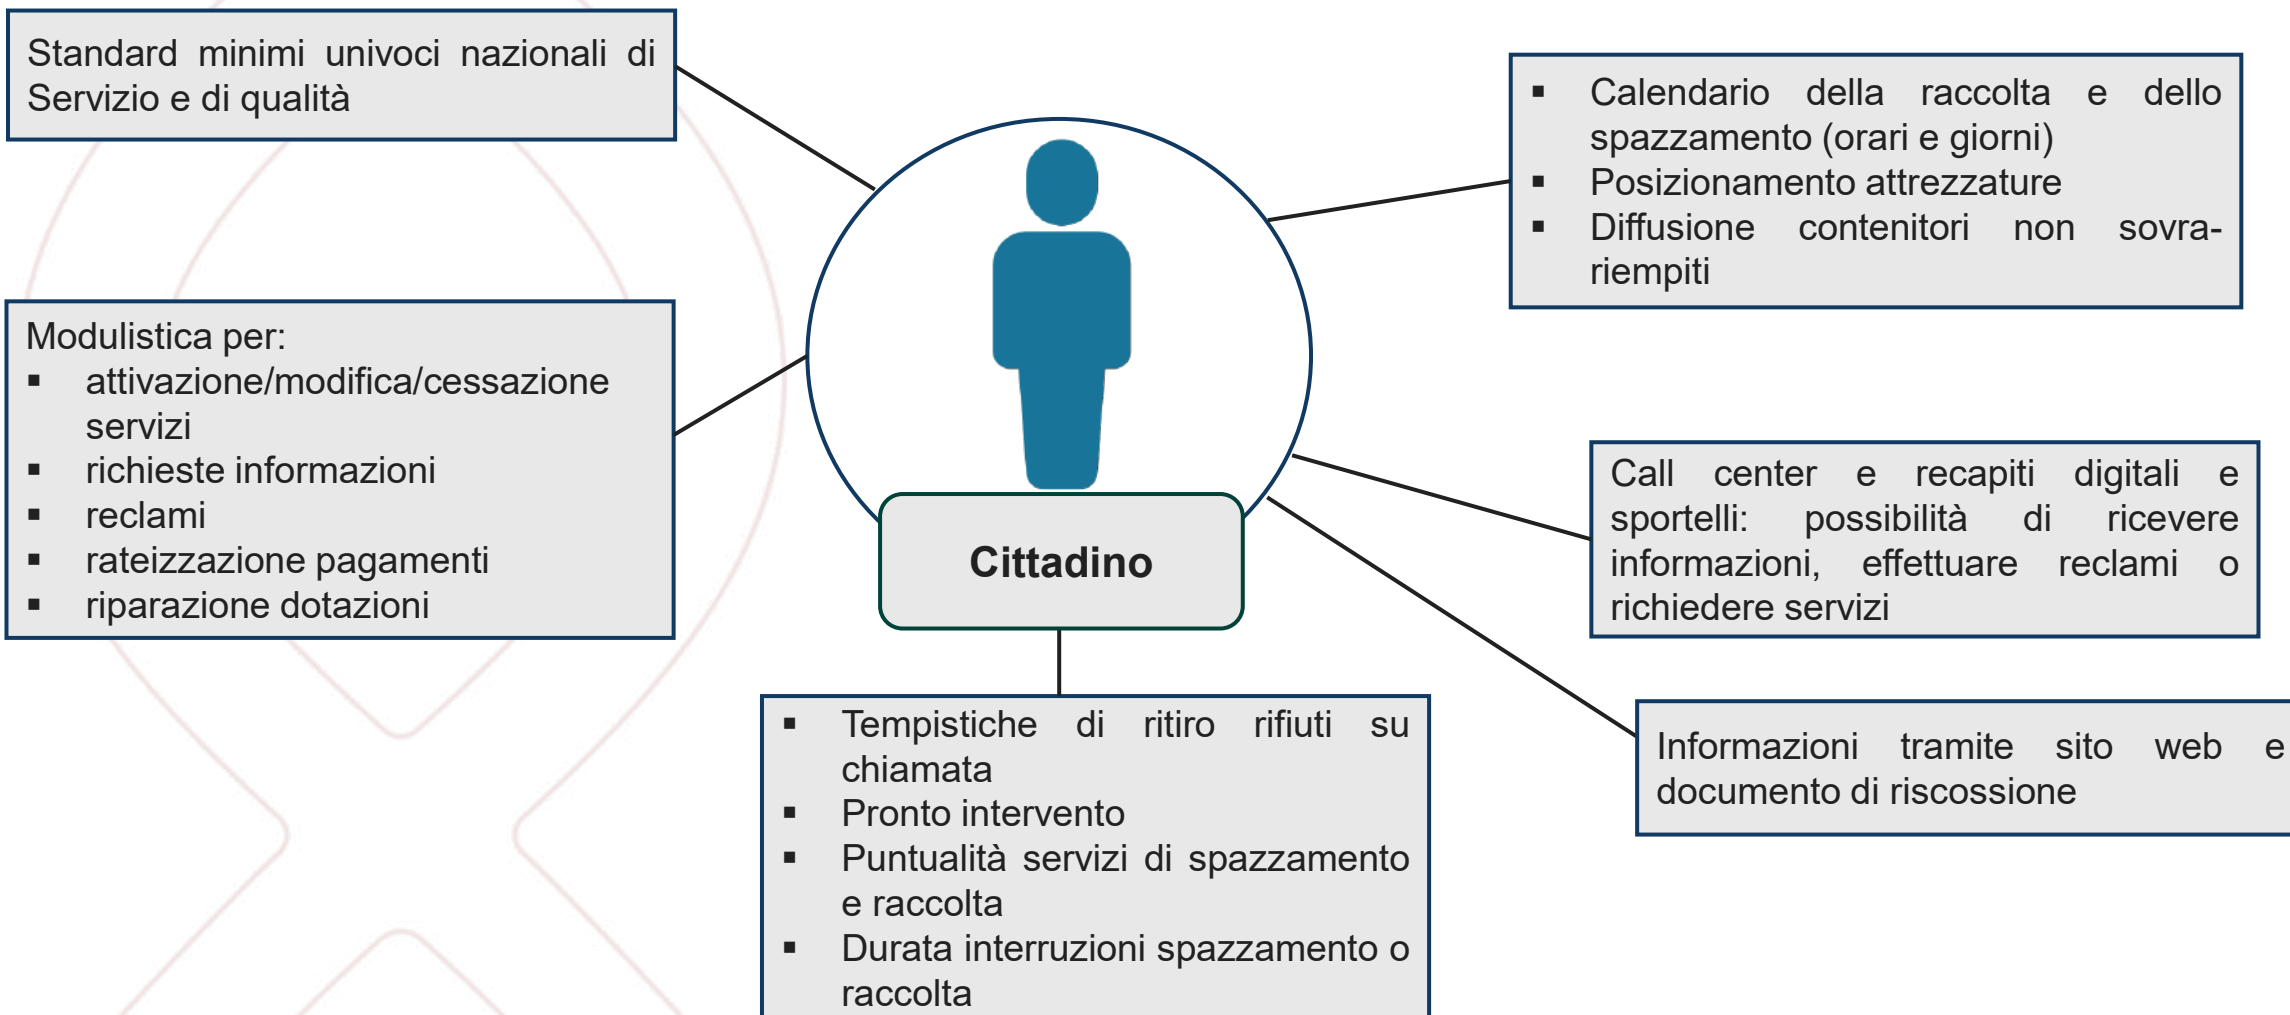 Standard minimi univoci nazionali di
Servizio e di qualità
Modulistica per:
▪ attivazione/modifica/cessazione
servizi
▪ richieste informazioni
▪ reclami
▪ rateizzazione pagamenti
▪ riparazione dotazioni
Cittadino
▪ Tempistiche di ritiro rifiuti su
chiamata
▪ Pronto intervento
▪ Puntualità servizi di spazzamento
e raccolta
▪ Durata interruzioni spazzamento o
raccolta
▪ Calendario della raccolta e dello
spazzamento (orari e giorni)
▪ Posizionamento attrezzature
▪ Diffusione contenitori non sovra-
riempiti
Call center e recapiti digitali e
sportelli: possibilità di ricevere
informazioni, effettuare reclami o
richiedere servizi
Informazioni tramite sito web e
documento di riscossione